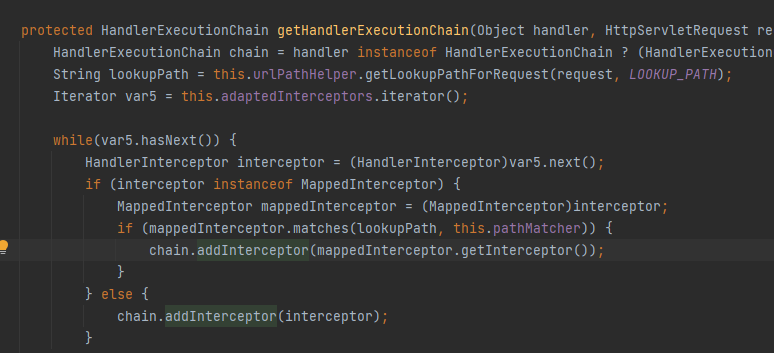 protected HandlerExecutionChain getHandlerExecutionChain(Object handler, HttpServletRequest re
HandlerExecutionChain chain = handler instanceof HandlerExecutionChain ? (HandlerExecution
String lookupPath = this.urlPathHelper.getLookupPathForRequest(request, LOOKUP_PATH);
Iterator var5 = this.adaptedInterceptors.iterator();
while(var5.hasNext()) {
HandlerInterceptor interceptor = (HandlerInterceptor)var5.next();
if (interceptor instanceof MappedInterceptor) {
MappedInterceptor mappedInterceptor = (MappedInterceptor)interceptor;
if (mappedInterceptor.matches(lookupPath, this.pathMatcher)) {
chain.addInterceptor(mappedInterceptor.getInterceptor());
}
} else {
chain.addInterceptor(interceptor);
}